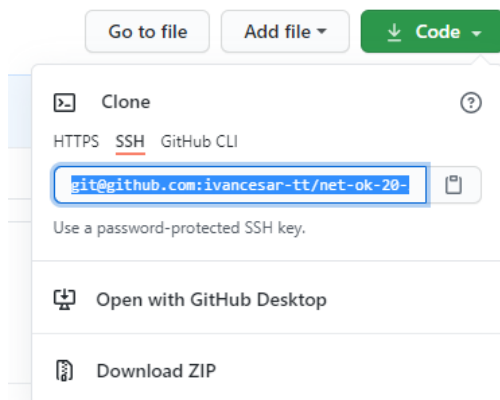 Go to file Add file Code
Clone
HTTPS SSH GitHub CLI
git@github.com:ivancesar-tt/net-ok-20-
Use a password-protected SSH key.
Open with GitHub Desktop
Download ZIP